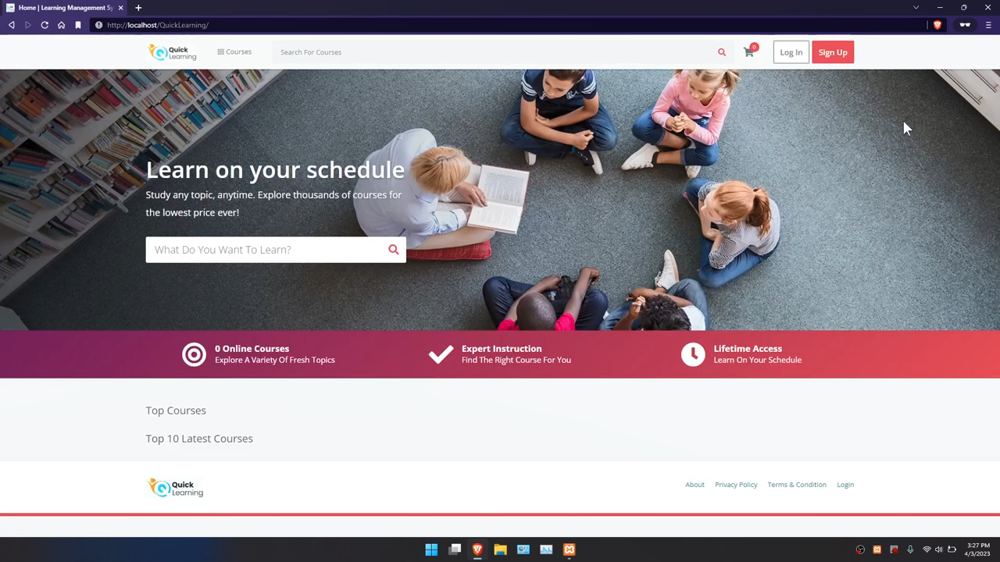 Home | Learning Management Sy
http://localhost/QuickLearning/
Quick
Learning
Courses
Search For Courses
0
Log In
Sign Up
Learn on your schedule
Study any topic, anytime. Explore thousands of courses for
the lowest price ever!
What Do You Want To Learn?
0 Online Courses
Explore A Variety Of Fresh Topics
Expert Instruction
Find The Right Course For You
Lifetime Access
Learn On Your Schedule
Top Courses
Top 10 Latest Courses
Quick
Learning
About
Privacy Policy
Terms & Condition
Login
3:27 PM
4/3/2023